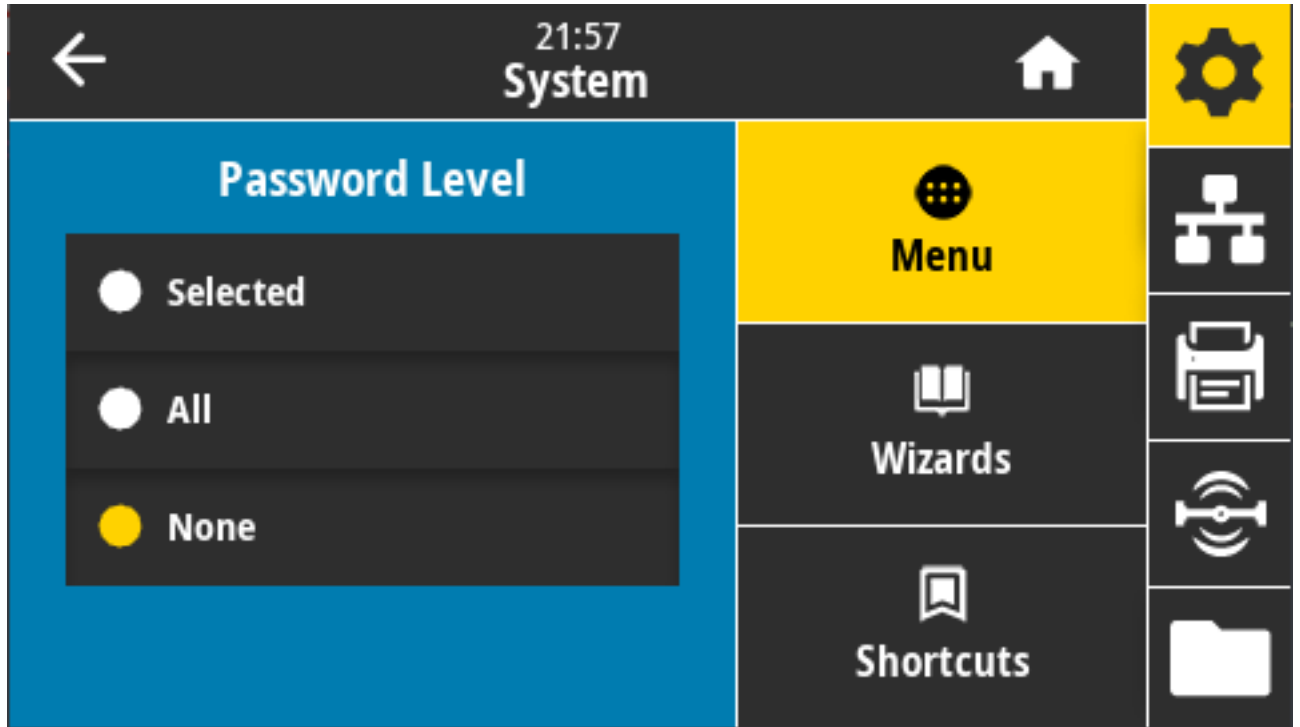 21:57
System
Password Level
Selected
All
None
Menu
Wizards
Shortcuts